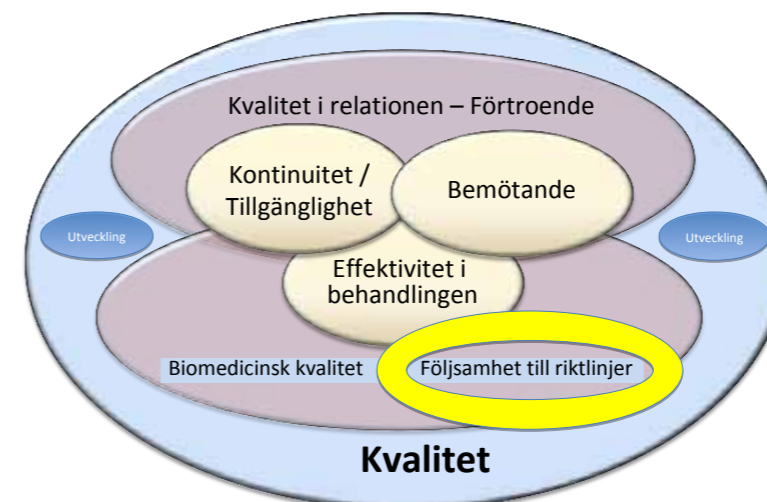 Kvalitet i relationen – Förtroende
Kontinuitet /
Tillgänglighet
Bemötande
Utveckling
Utveckling
Effektivitet i
behandlingen
Biomedicinsk kvalitet
Följsamhet till riktlinjer
Kvalitet